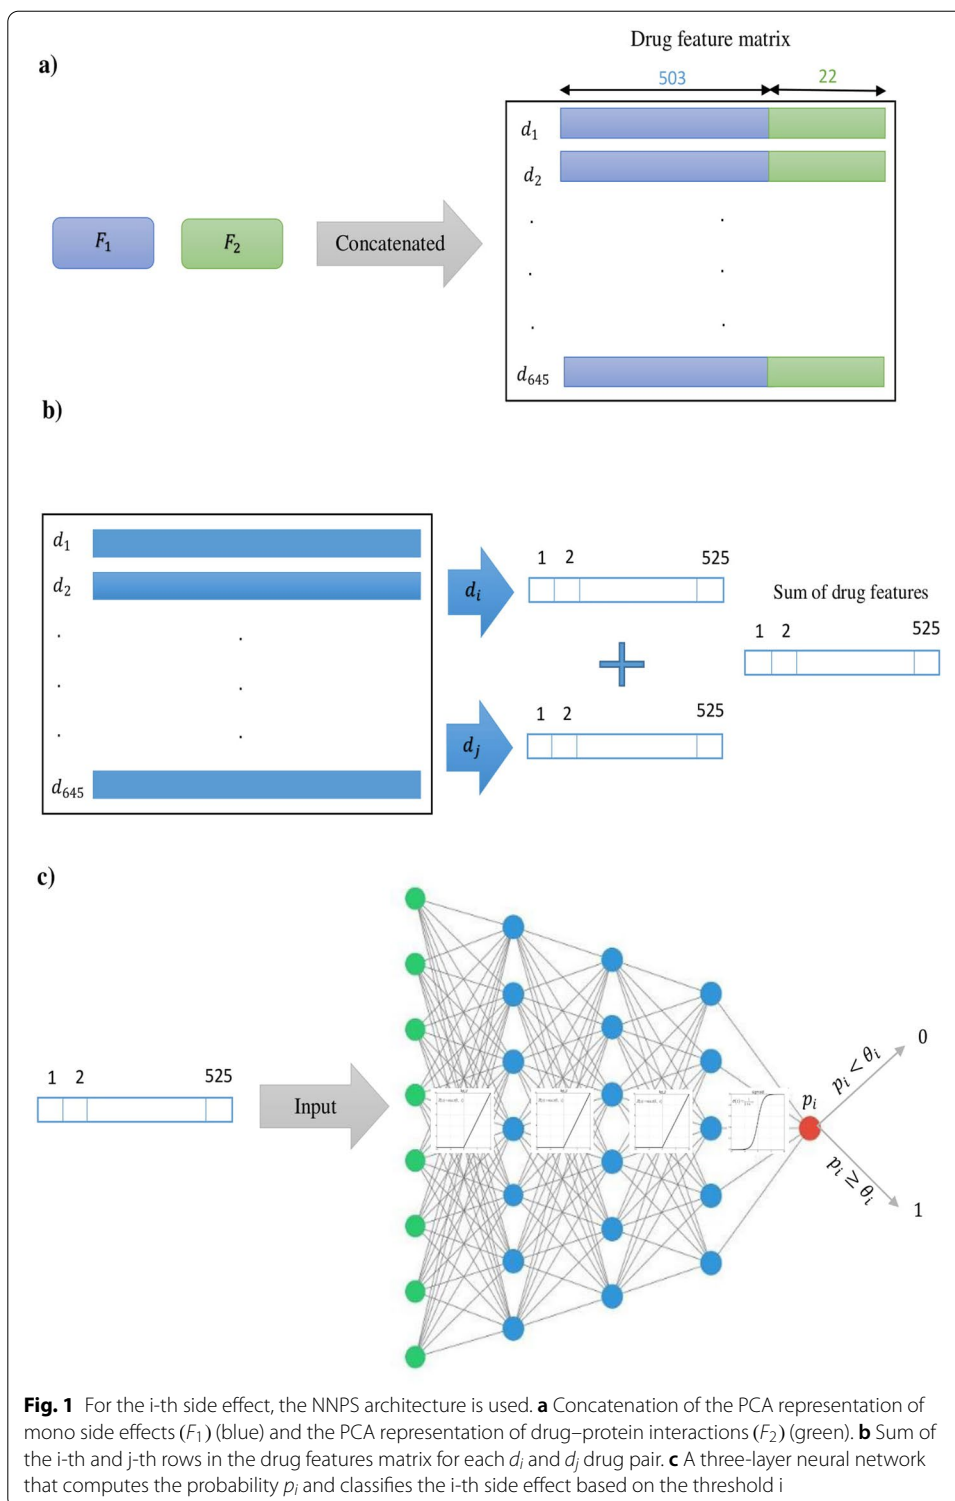 Drug feature matrix
a)
503 22
d1
d2
F1 F2 Concatenated
d645
b)
d1
d2
d645
di
dj
1 2 525
1 2 525
Sum of drug features
1 2 525
c)
1 2 525
Input
pi
pi < θi
0
pi ≥ θi
1
Fig. 1 For the i-th side effect, the NNPS architecture is used. a Concatenation of the PCA representation of
mono side effects (F1) (blue) and the PCA representation of drug–protein interactions (F2) (green). b Sum of
the i-th and j-th rows in the drug features matrix for each di and dj drug pair. c A three-layer neural network
that computes the probability pi and classifies the i-th side effect based on the threshold i